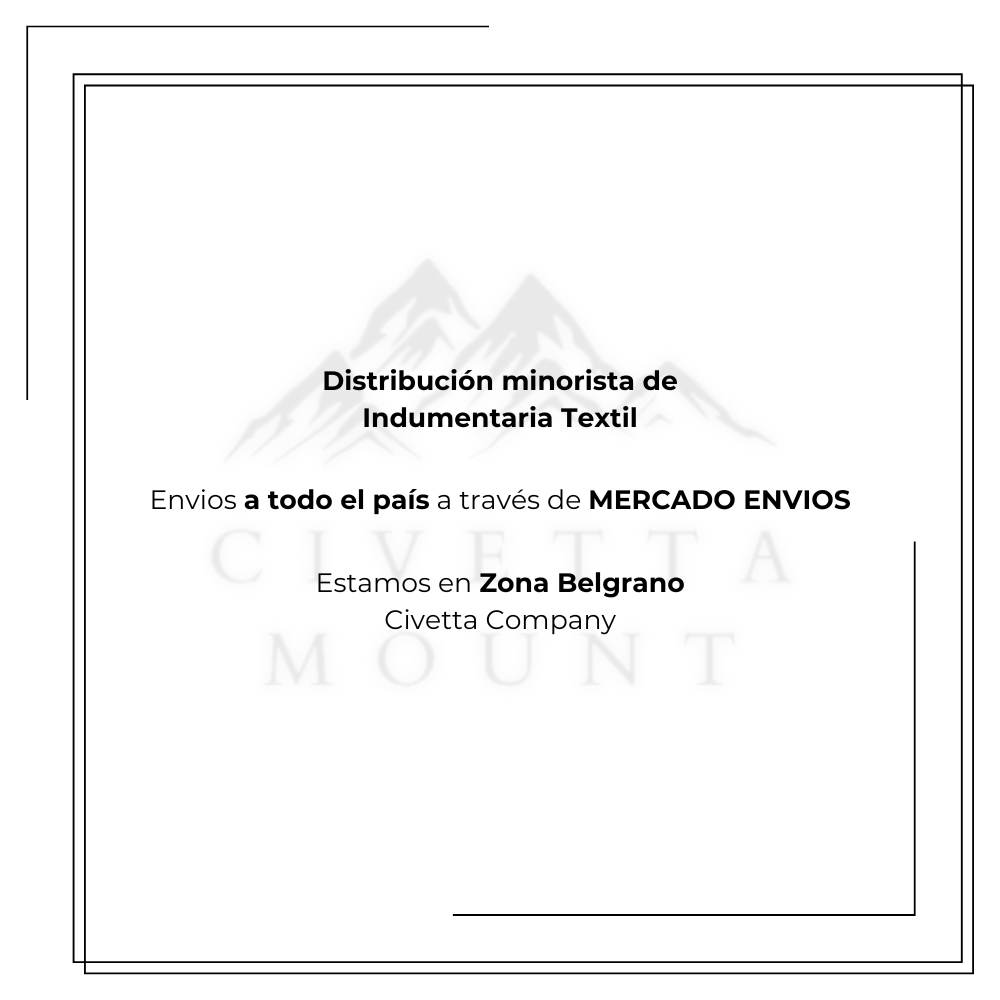 Distribución minorista de
Indumentaria Textil
Envios a todo el país a través de MERCADO ENVIOS
CIVETTA
Estamos en Zona Belgrano
Civetta Company
MOUNT